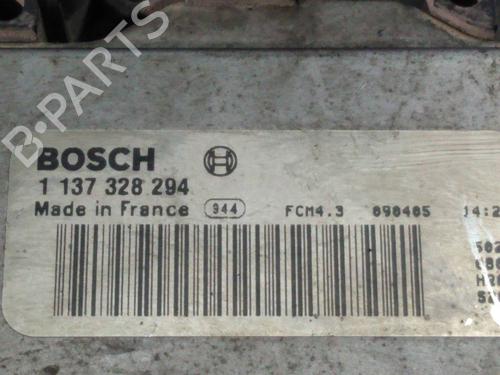 B-PARTS
BOSCH
1 137 328 294
Made in France 944 FCM4.3 090405 14:2